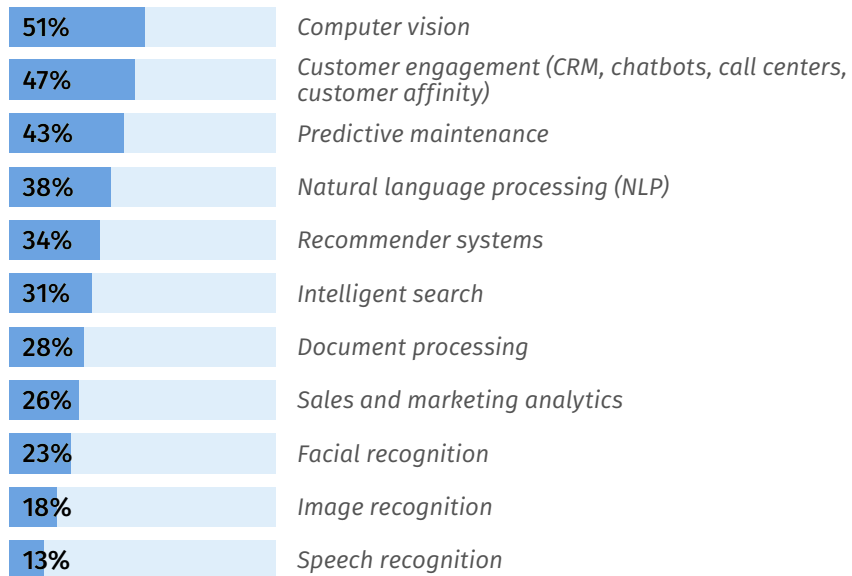 51% Computer vision
47% Customer engagement (CRM, chatbots, call centers,
customer affinity)
43% Predictive maintenance
38% Natural language processing (NLP)
34% Recommender systems
31% Intelligent search
28% Document processing
26% Sales and marketing analytics
23% Facial recognition
18% Image recognition
13% Speech recognition